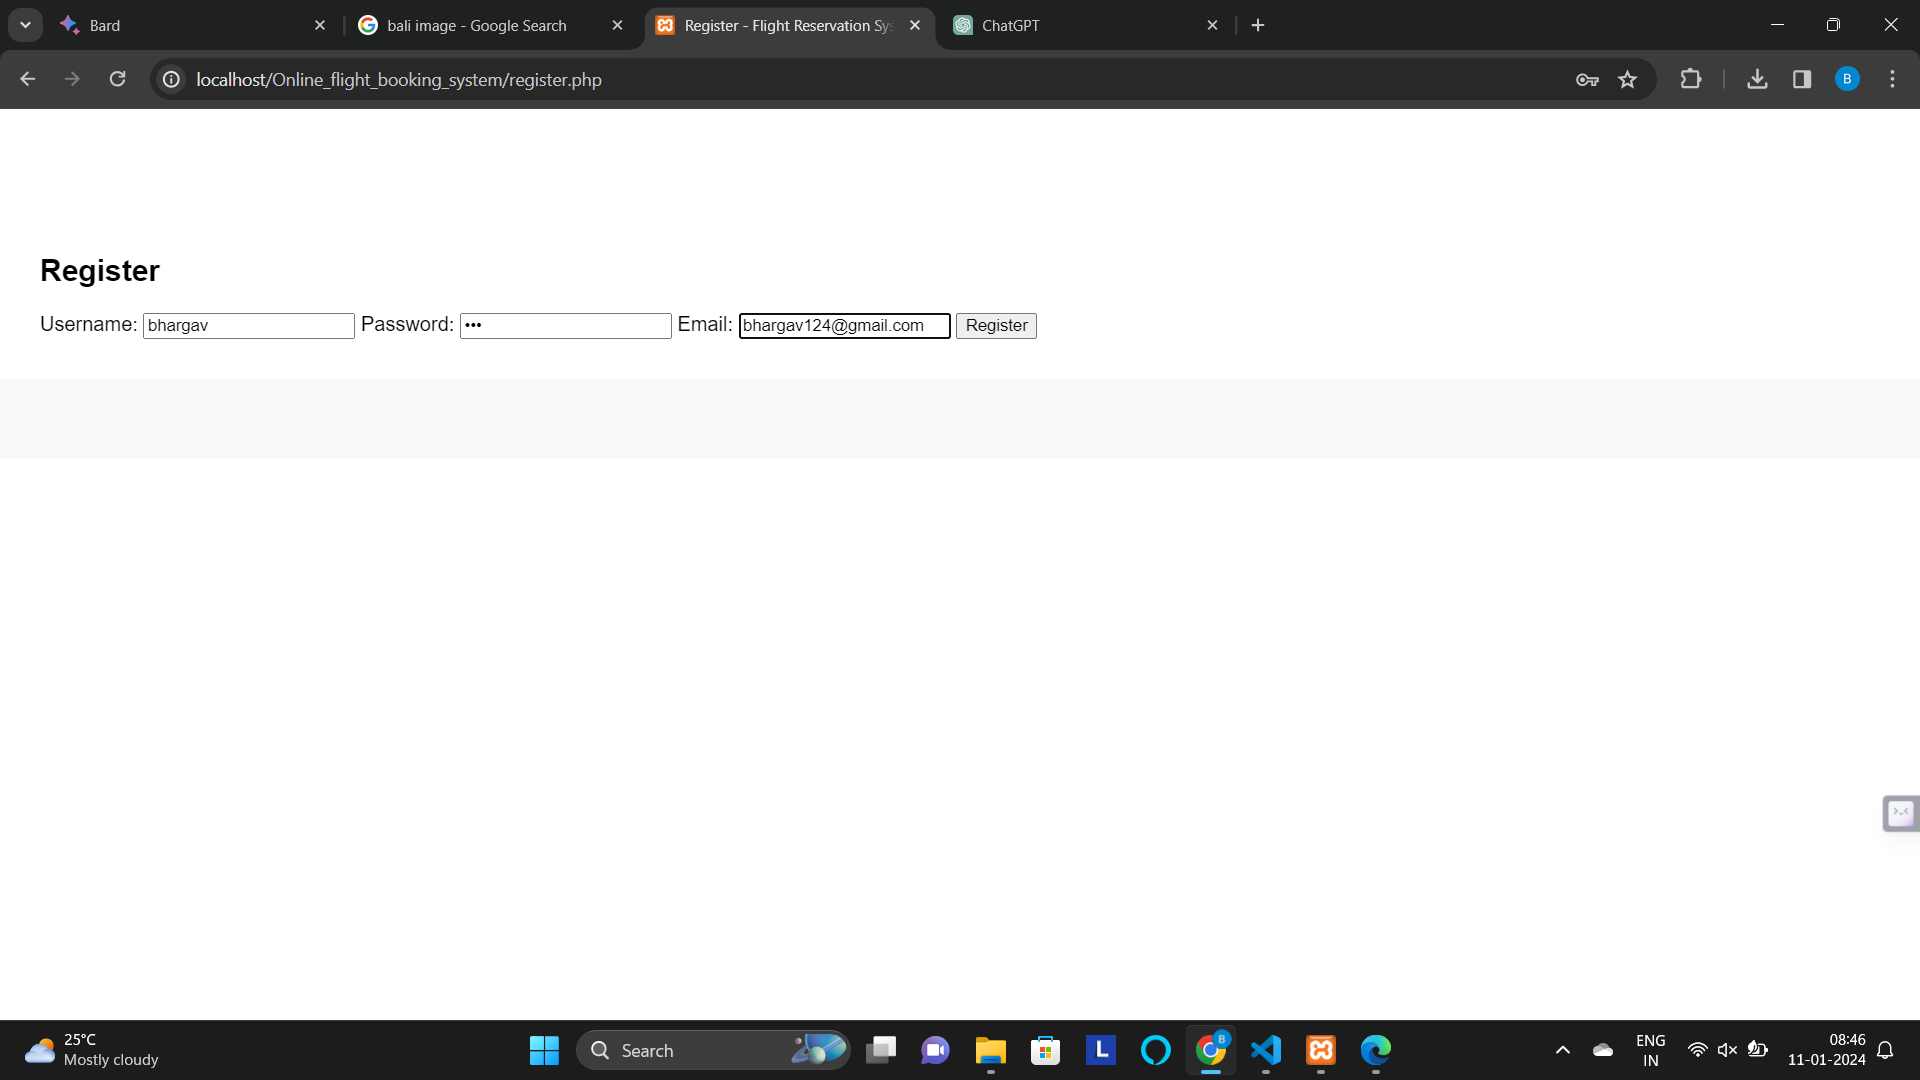 Bard
bali image - Google Search
Register - Flight Reservation Sys
ChatGPT
localhost/Online_flight_booking_system/register.php
B
Register
Username: bhargav Password: ••• Email: bhargav124@gmail.com Register
25°C
Mostly cloudy
Search
L
B
ENG
IN
08:46
11-01-2024